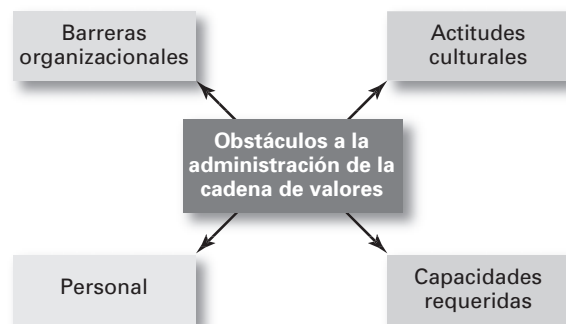 Barreras
organizacionales
Actitudes
culturales
Obstáculos a la
administración de la
cadena de valores
Personal
Capacidades
requeridas